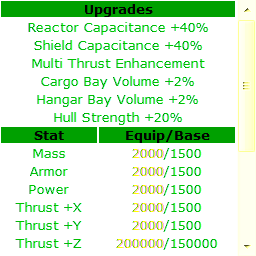 Upgrades
Reactor Capacitance +40%
Shield Capacitance +40%
Multi Thrust Enhancement
Cargo Bay Volume +2%
Hangar Bay Volume +2%
Hull Strength +20%
Stat Equip/Base
Mass 2000/1500
Armor 2000/1500
Power 2000/1500
Thrust +X 2000/1500
Thrust +Y 2000/1500
Thrust +Z 200000/150000